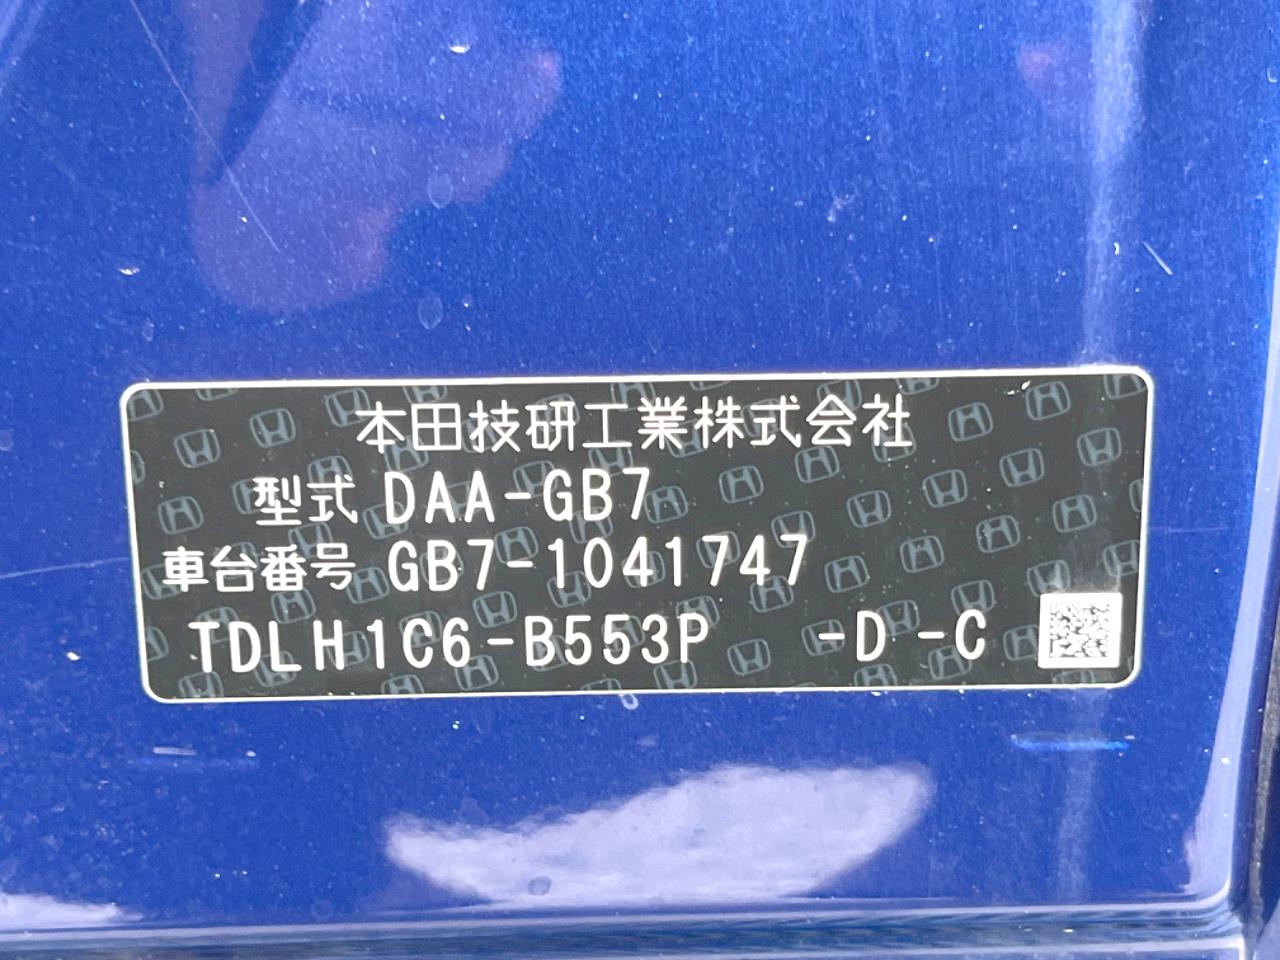 本田技研工業株式会社
型式 DAA-GB7
車台番号 GB7-1041747
TDLH1C6-B553P -D -C